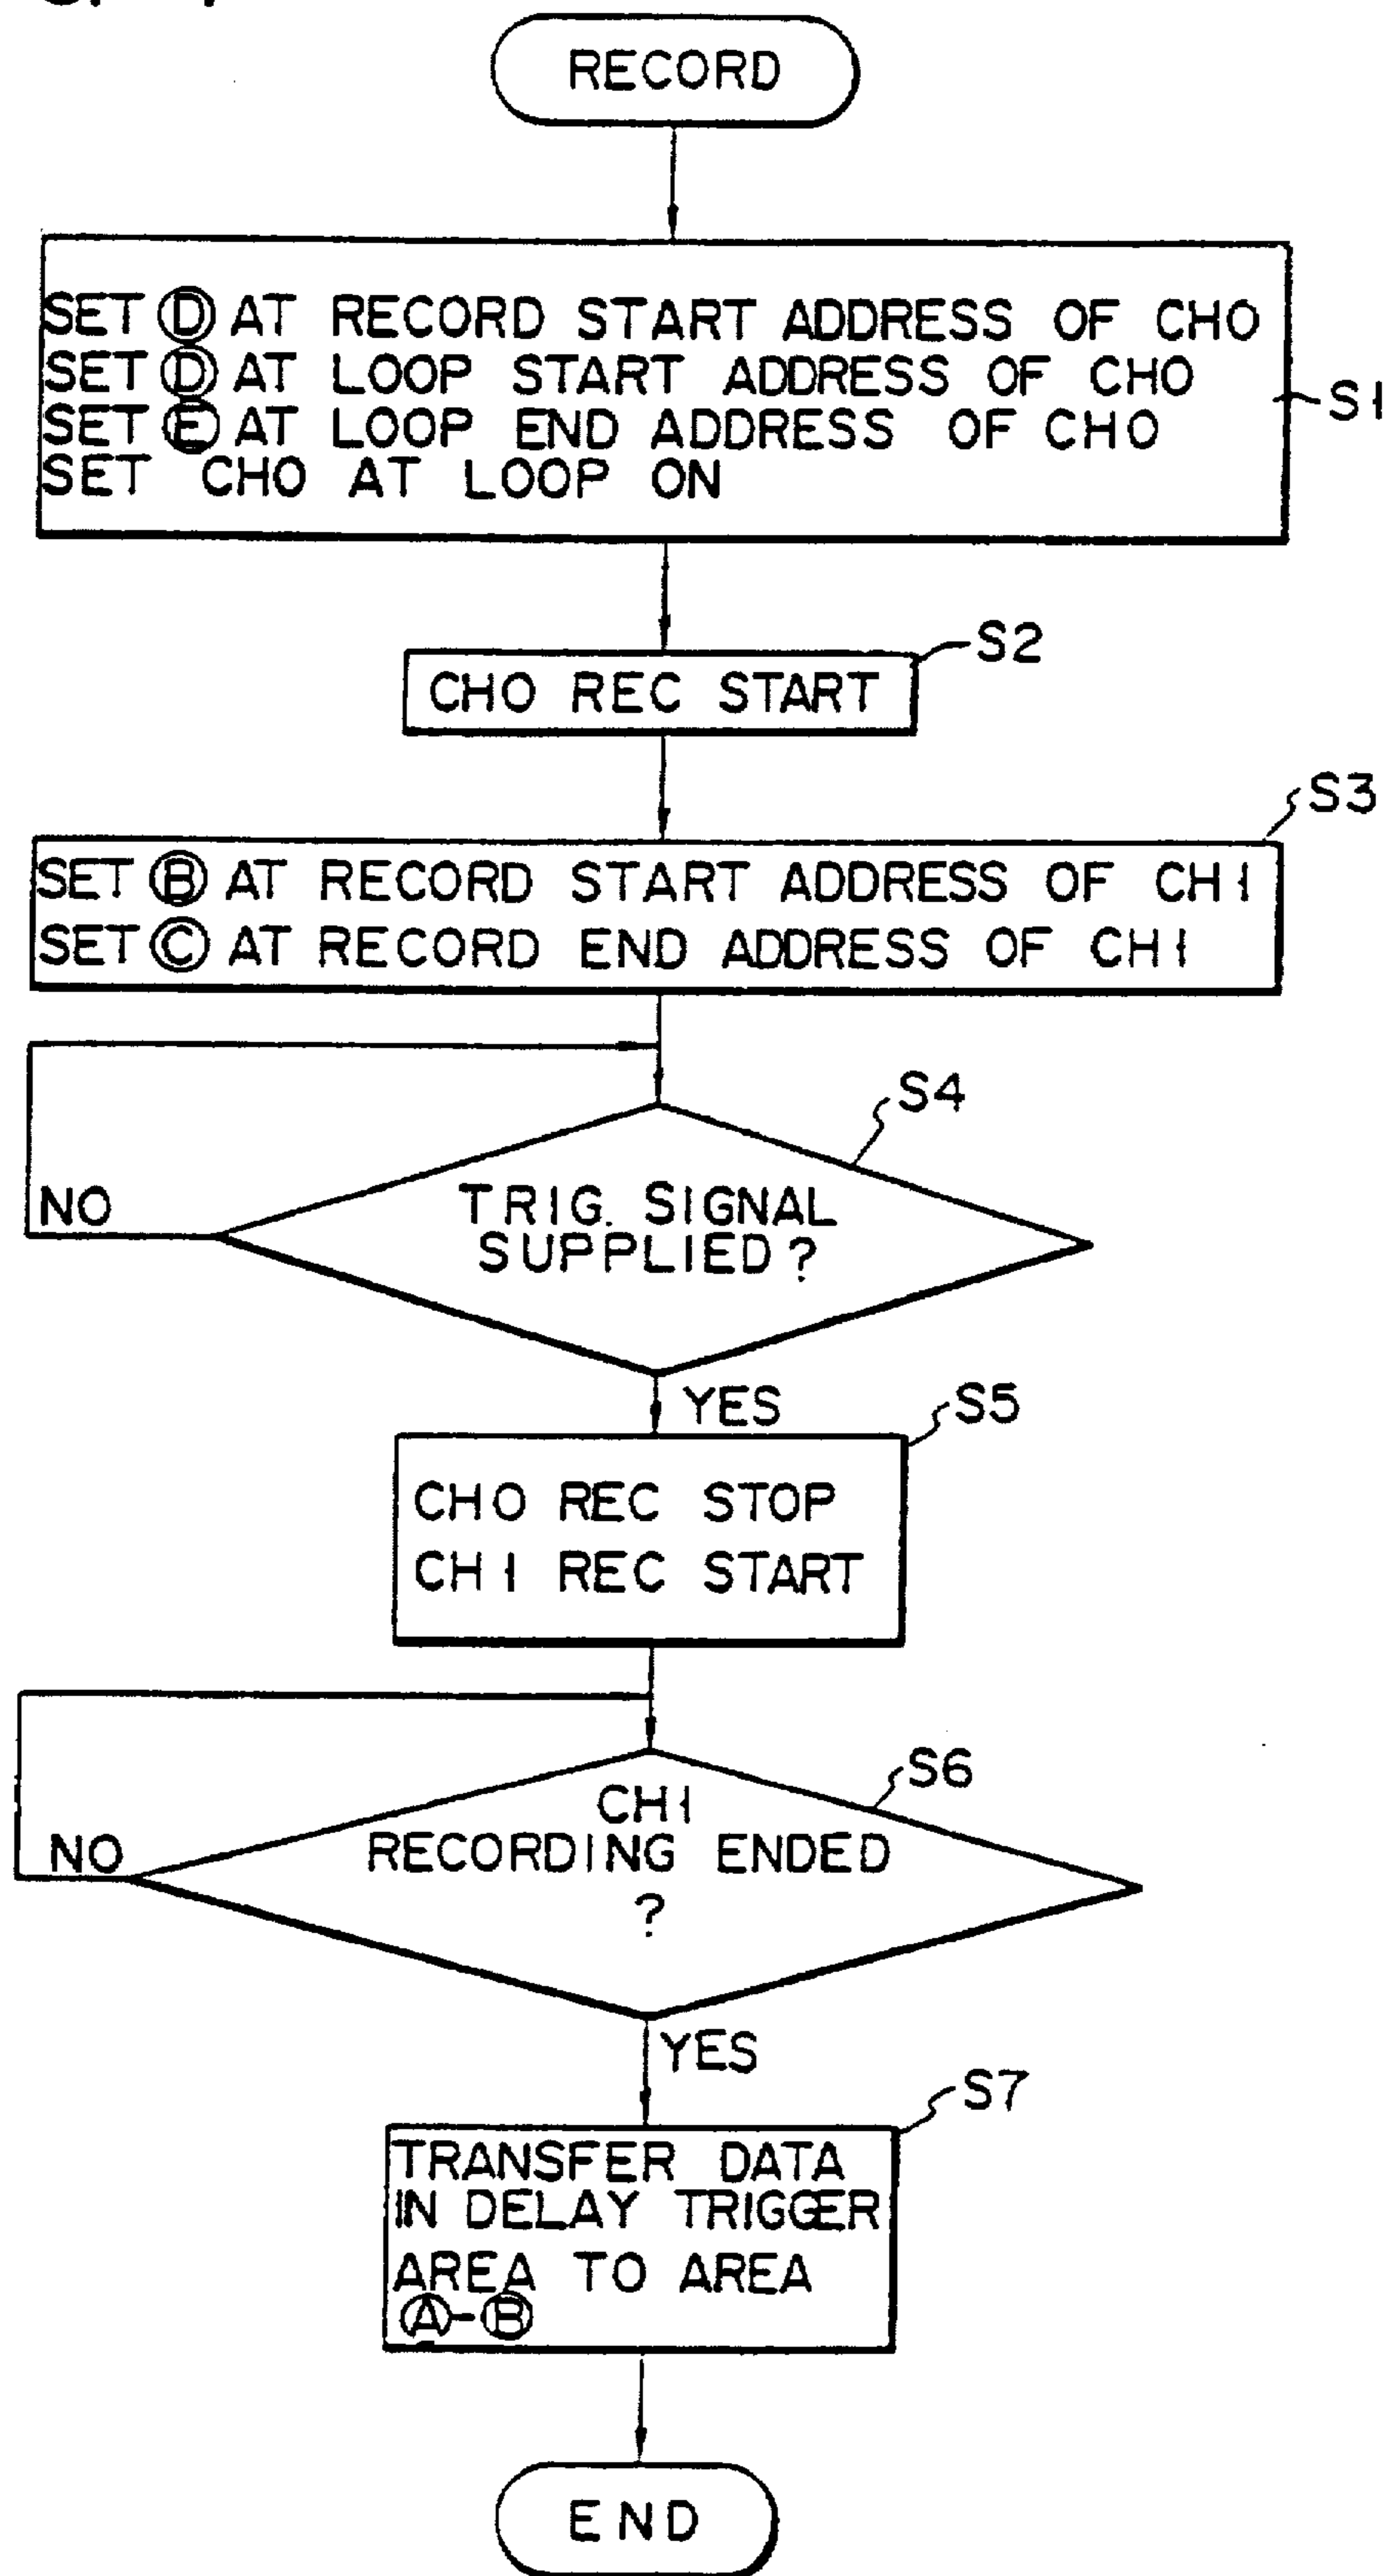 RECORD
SET Ⓓ AT RECORD START ADDRESS OF CH0
SET Ⓓ AT LOOP START ADDRESS OF CH0
SET Ⓔ AT LOOP END ADDRESS OF CH0
SET CH0 AT LOOP ON
S1
S2
CH0 REC START
S3
SET Ⓑ AT RECORD START ADDRESS OF CH1
SET Ⓒ AT RECORD END ADDRESS OF CH1
S4
NO
TRIG. SIGNAL
SUPPLIED?
YES
S5
CH0 REC STOP
CH1 REC START
S6
CH1
NO
RECORDING ENDED
?
YES
S7
TRANSFER DATA
IN DELAY TRIGGER
AREA TO AREA
Ⓐ-Ⓑ
END